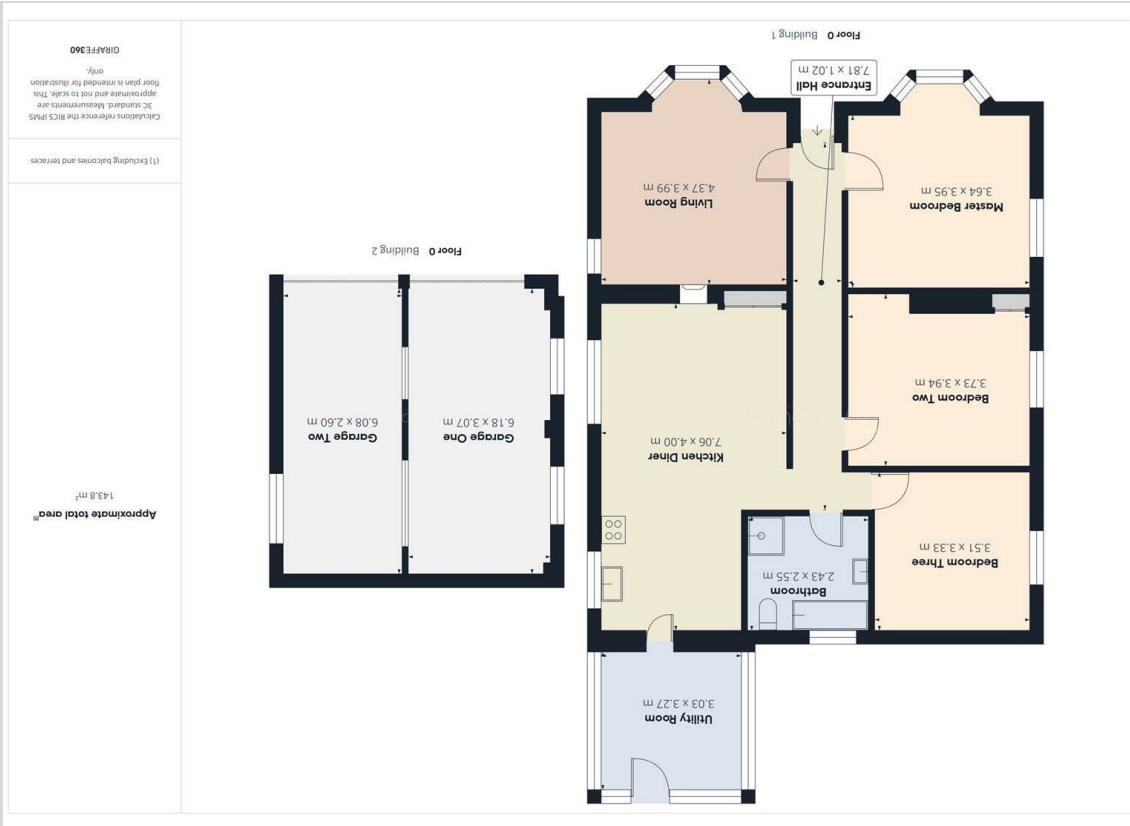 Utility Room
3.03 x 3.27 m
Bathroom
2.43 x 2.55 m
Bedroom Three
3.51 x 3.33 m
Kitchen Diner
7.06 x 4.00 m
Bedroom Two
3.73 x 3.94 m
Master Bedroom
3.64 x 3.95 m
Living Room
4.37 x 3.99 m
Entrance Hall
7.81 x 1.02 m
Floor 0 Building 1
Garage One
6.18 x 3.07 m
Garage Two
6.08 x 2.60 m
Floor 0 Building 2
Approximate total area(1)
143.8 m²
(1) Excluding balconies and terraces
Calculations reference the RICS IPMS
3C standard. Measurements are
approximate and not to scale. This
floor plan is intended for illustration
only.
GIRAFFE360